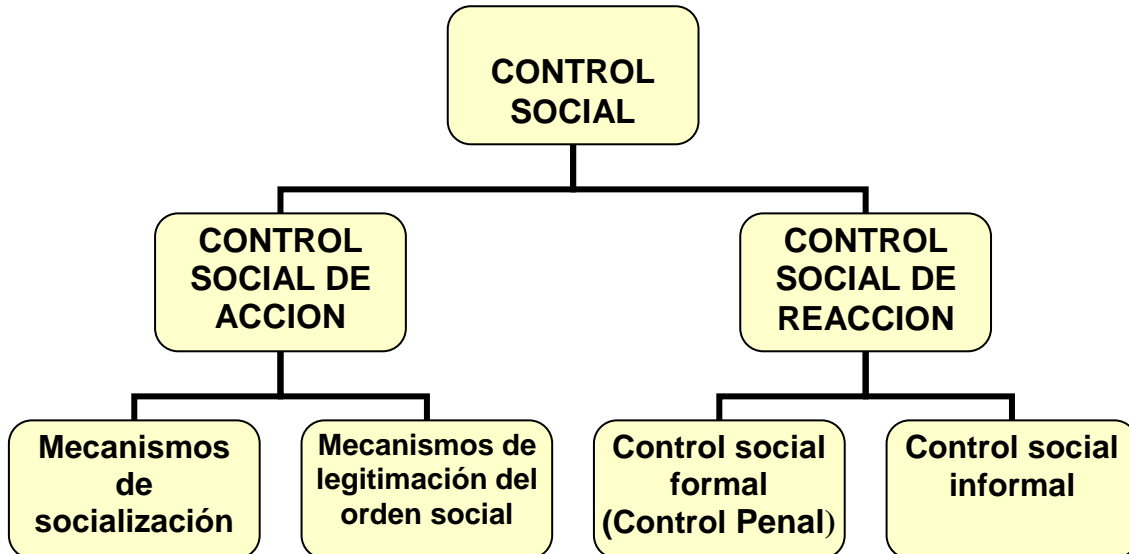 CONTROL
SOCIAL
CONTROL
SOCIAL DE
ACCION
CONTROL
SOCIAL DE
REACCION
Mecanismos
de
socialización
Mecanismos de
legitimación del
orden social
Control social
formal
(Control Penal)
Control social
informal